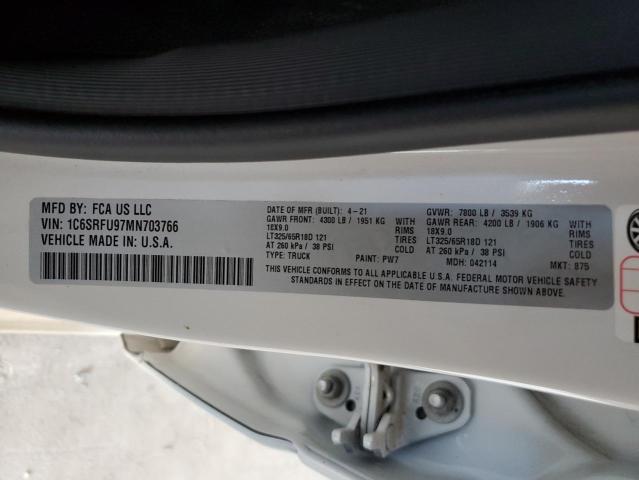 MFD BY: FCA US LLC
VIN: 1C6SRFU97MN703766
VEHICLE MADE IN U.S.A.
DATE OF MFR (BUILT): 4-21
GAWR FRONT: 4300 LB / 1951 KG WITH
18X9.0 RIMS
LT325/65R18D 121 TIRES
AT 260 kPa / 38 PSI COLD
TYPE: TRUCK PAINT: PW7
GVWR: 7800 LB / 3539 KG
GAWR REAR: 4200 LB / 1906 KG WITH
18X9.0 RIMS
LT325/65R18D 121 TIRES
AT 260 kPa / 38 PSI COLD
MDH: 042114 MKT: 875
THIS VEHICLE CONFORMS TO ALL APPLICABLE U.S.A. FEDERAL MOTOR VEHICLE SAFETY
STANDARDS IN EFFECT ON THE DATE OF MANUFACTURE SHOWN ABOVE.